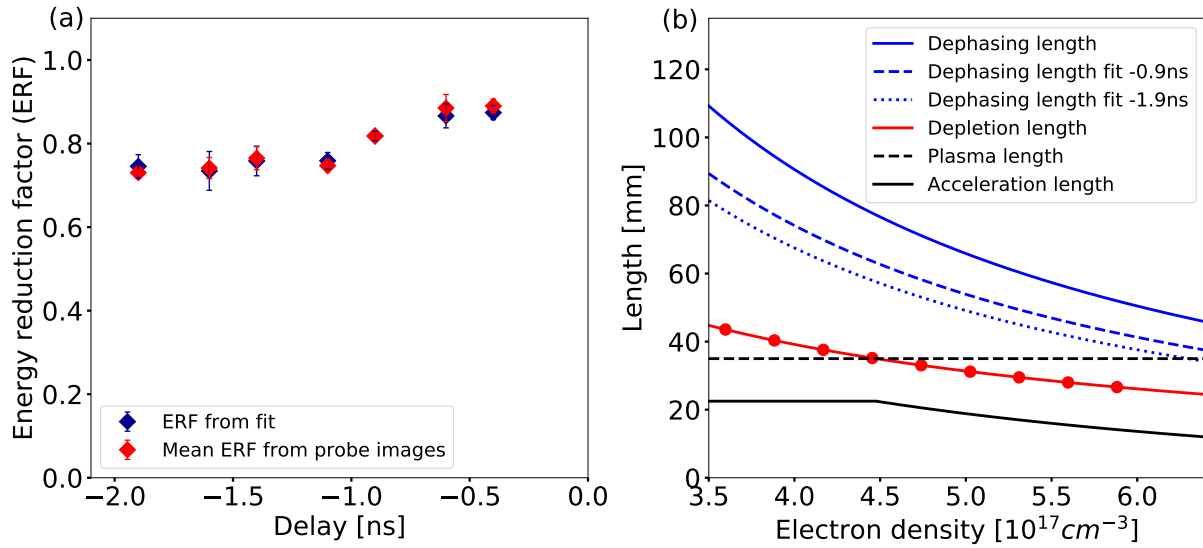 (a)
Energy reduction factor (ERF)
1.0
0.8
0.6
0.4
0.2
0.0
ERF from fit
Mean ERF from probe images
−2.0 −1.5 −1.0 −0.5 0.0
Delay [ns]
(b)
Length [mm]
120
100
80
60
40
20
0
Dephasing length
Dephasing length fit -0.9ns
Dephasing length fit -1.9ns
Depletion length
Plasma length
Acceleration length
3.5 4.0 4.5 5.0 5.5 6.0
Electron density [10^{17}cm^{−3}]